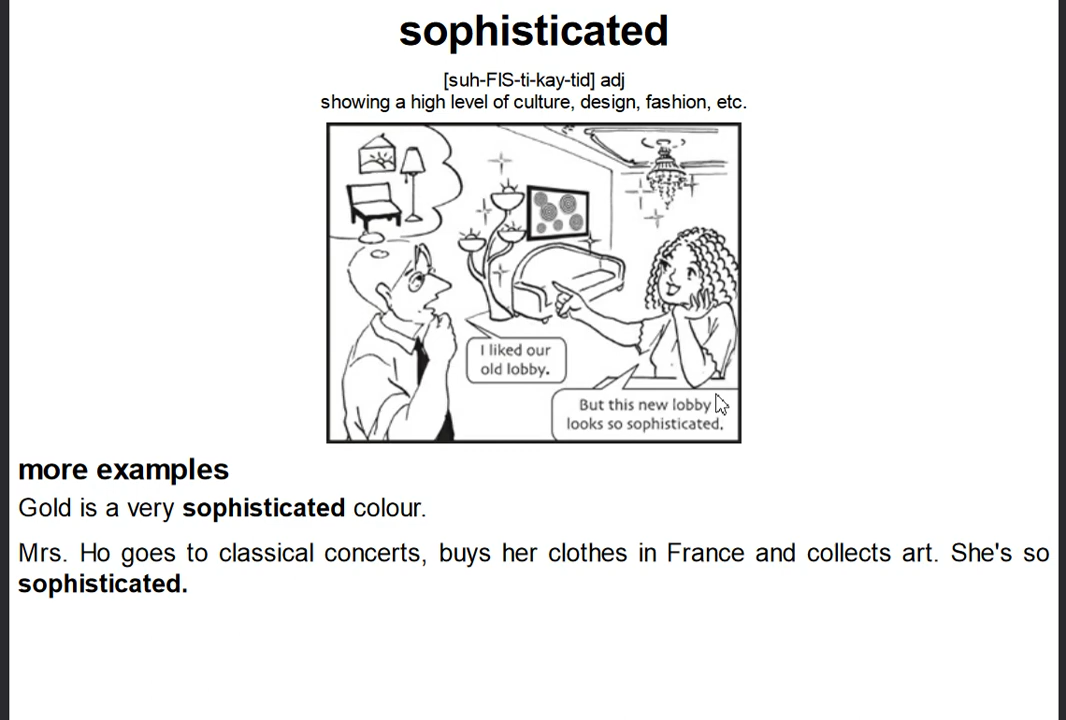 sophisticated
[suh-FIS-ti-kay-tid] adj
showing a high level of culture, design, fashion, etc.
I liked our
old lobby.
But this new lobby
looks so sophisticated.
more examples
Gold is a very sophisticated colour.
Mrs. Ho goes to classical concerts, buys her clothes in France and collects art. She's so
sophisticated.